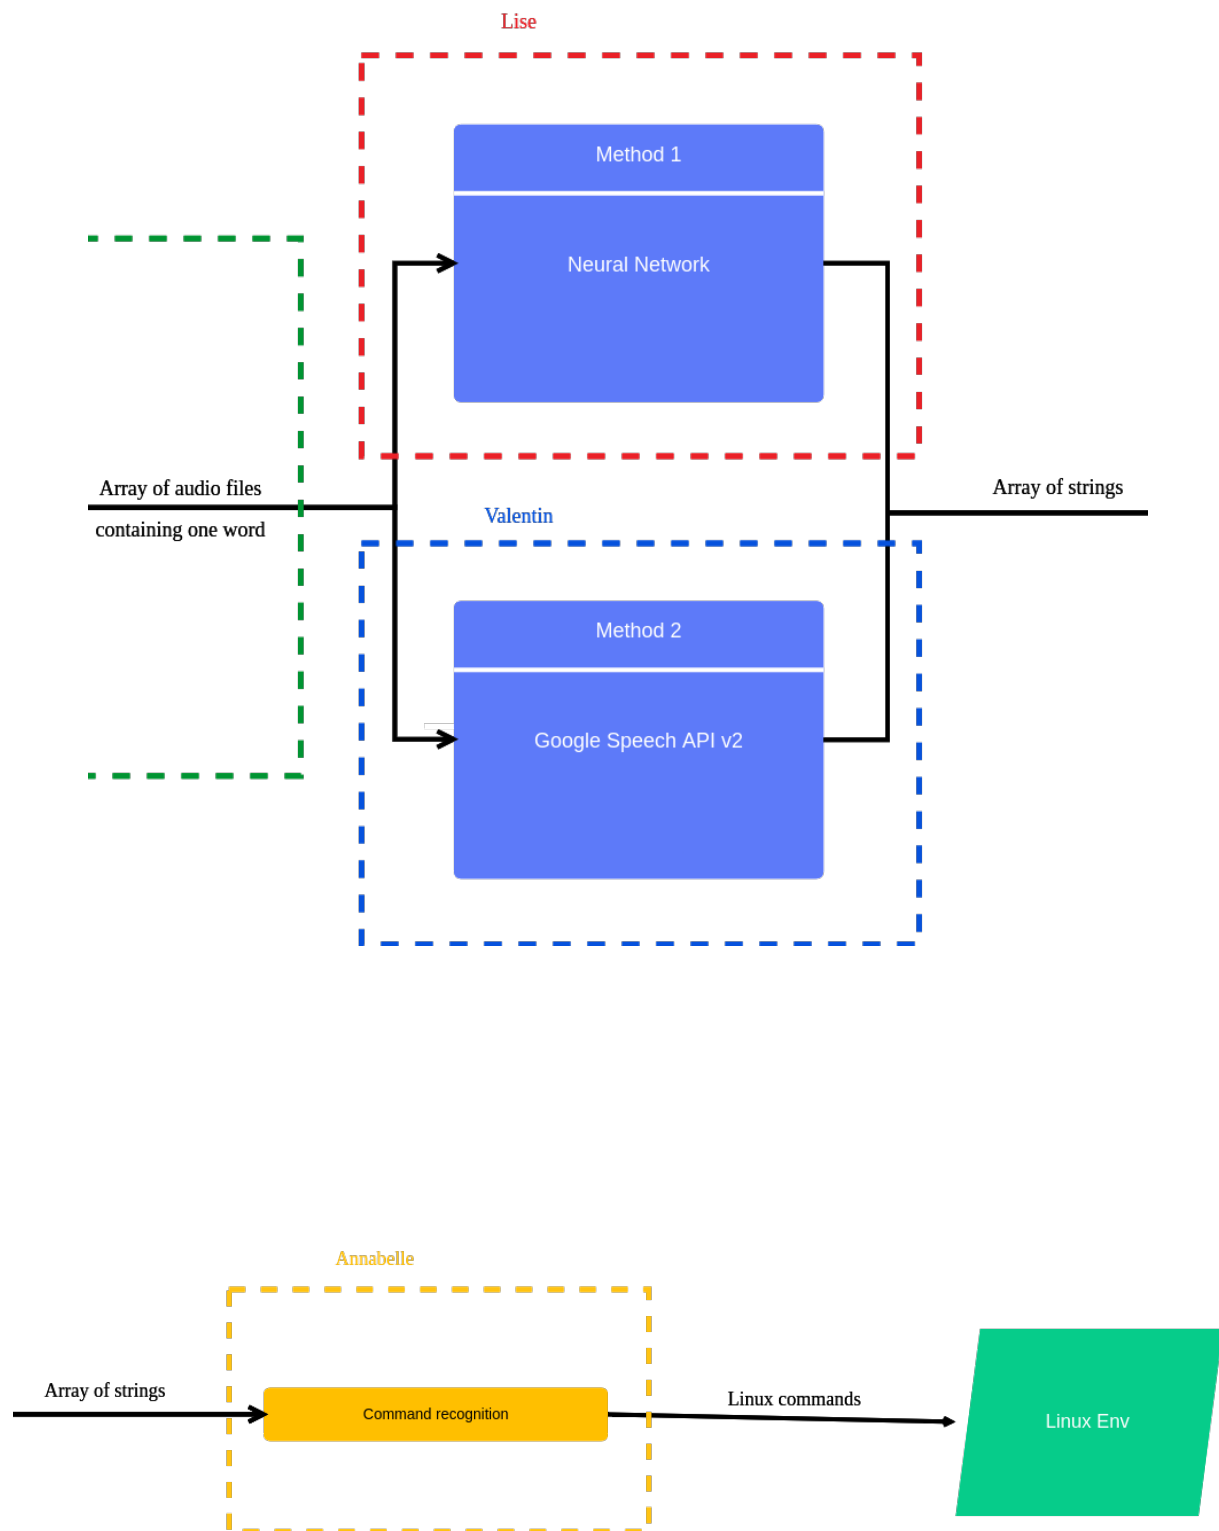 Lise
Method 1
Neural Network
Array of audio files
containing one word
Array of strings
Valentin
Method 2
Google Speech API v2
Annabelle
Array of strings
Command recognition
Linux commands
Linux Env